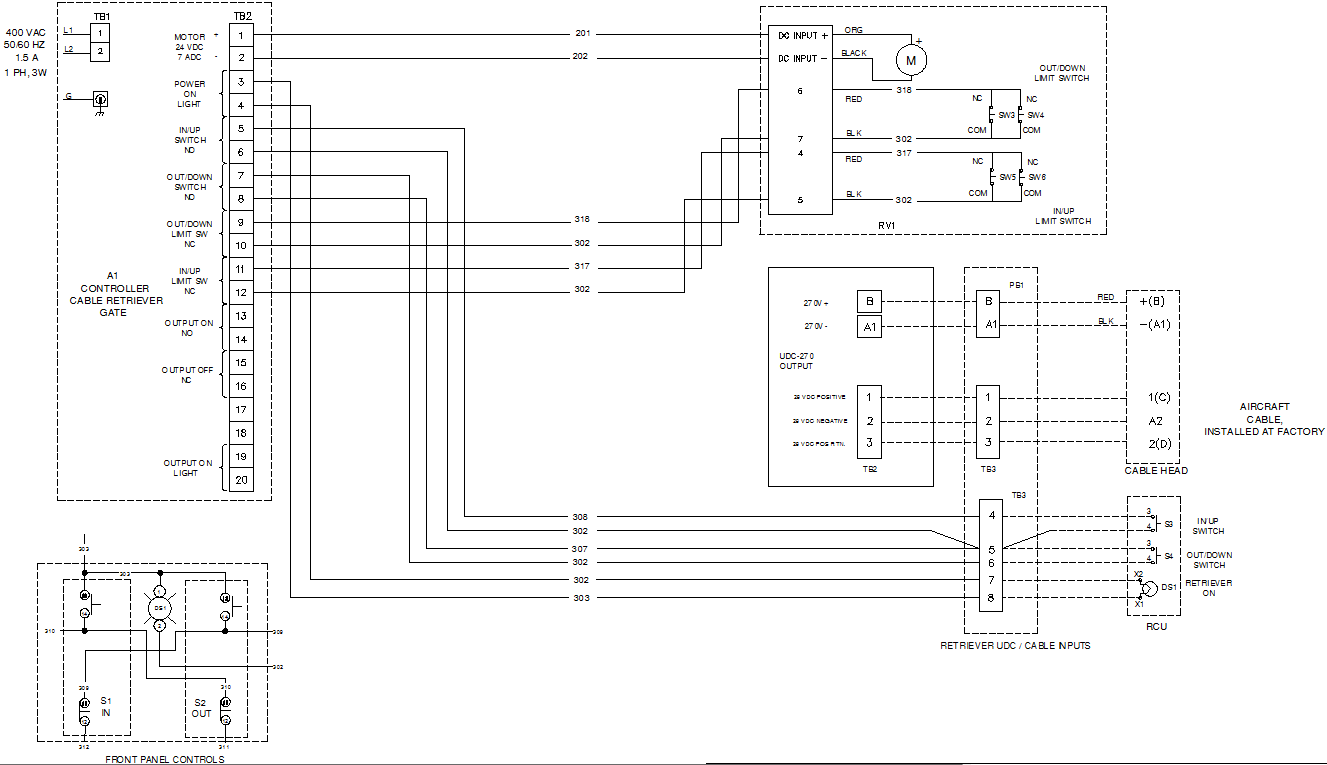 TB1
400 VAC
50/60 HZ
1.5 A
1 PH, 3W
L1
L2
G
1
2
TB2
MOTOR
24 VDC
7 ADC
+
-
POWER
ON
LIGHT
IN/UP
SWITCH
NO
OUT/DOWN
SWITCH
NO
OUT/DOWN
LIMIT SW
NC
IN/UP
LIMIT SW
NC
OUTPUT ON
NO
OUTPUT OFF
NC
OUTPUT ON
LIGHT
A1
CONTROLLER
CABLE RETRIEVER
GATE
1
2
3
4
5
6
7
8
9
10
11
12
13
14
15
16
17
18
19
20
201
202
318
302
317
302
308
302
307
302
302
303
DC INPUT +
DC INPUT -
6
7
4
5
ORG
BLACK
M
+
RED
318
BLK
302
RED
317
BLK
302
OUT/DOWN
LIMIT SWITCH
NC
NC
SW3
SW4
COM
COM
NC
NC
SW5
SW6
COM
COM
IN/UP
LIMIT SWITCH
RV1
270V +
270V -
B
A1
UDC-270
OUTPUT
28 VDC POSITIVE
28 VDC NEGATIVE
28 VDC POS RTN.
1
2
3
TB2
PB1
B
A1
1
2
3
TB3
RED
BLK
+(B)
-(A1)
1(C)
A2
2(D)
CABLE HEAD
AIRCRAFT
CABLE,
INSTALLED AT FACTORY
TB3
4
5
6
7
8
RETRIEVER UDC / CABLE INPUTS
3
4
S3
3
4
S4
X2
X1
DS1
IN/UP
SWITCH
OUT/DOWN
SWITCH
RETRIEVER
ON
RCU
303
303
1
DS1
2
310
308
302
309
310
S1
IN
S2
OUT
312
311
FRONT PANEL CONTROLS